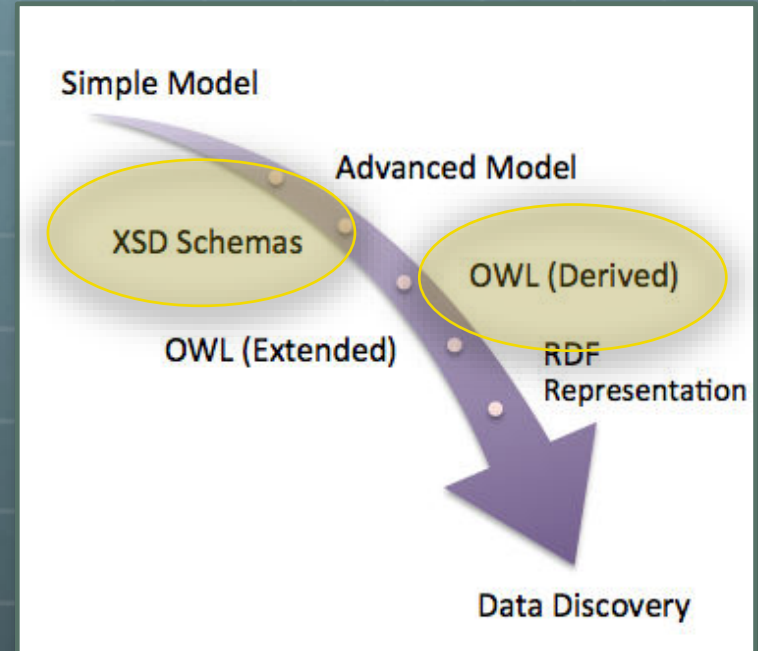 Simple Model
Advanced Model
XSD Schemas
OWL (Derived)
OWL (Extended)
RDF
Representation
Data Discovery